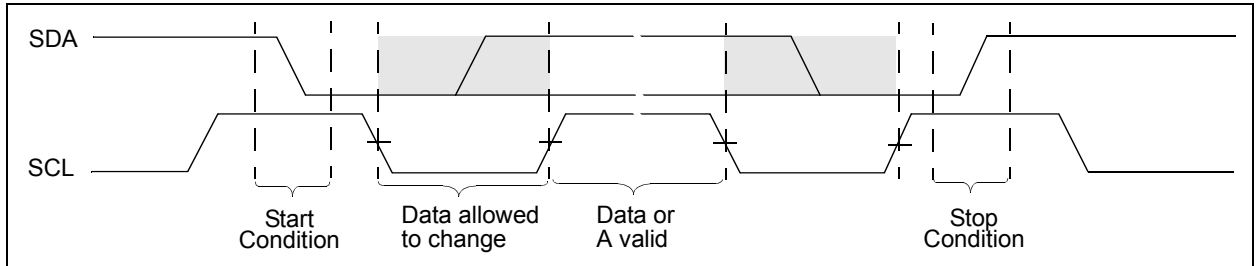 SDA
SCL
Start
Condition
Data allowed
to change
Data or
A valid
Stop
Condition